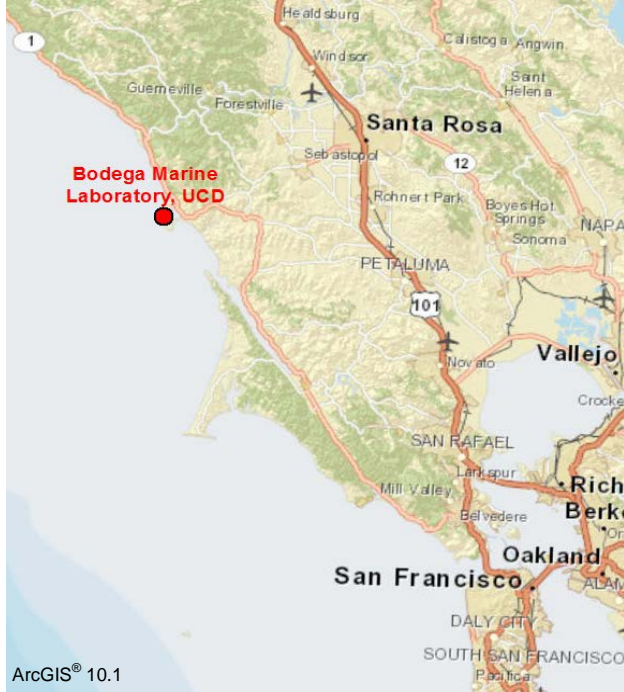 Healdsburg
1
Calistoga
Angwin
Windsor
Saint
Helena
Guerneville
Forestville
Santa Rosa
Sebastopol
12
Bodega Marine
Laboratory, UCD
Rohnert Park
Boyes Hot
Springs
NAPA
Sonoma
PETALUMA
101
Vallejo
Novato
Crocke
SAN RAFAEL
Larkspur
Mill Valley
Rich
Berke
Belvedere
Or
Oakland
San Francisco
ALAM
DALY CITY
SOUTH SAN FRANCISCO
Pacifica
ArcGIS® 10.1